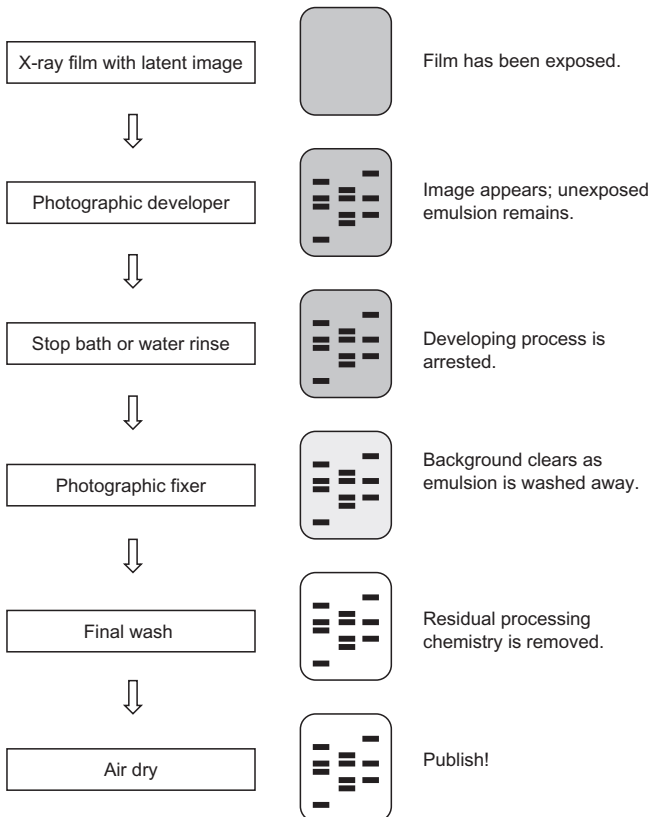 X-ray film with latent image
Film has been exposed.
Photographic developer
Image appears; unexposed
emulsion remains.
Stop bath or water rinse
Developing process is
arrested.
Photographic fixer
Background clears as
emulsion is washed away.
Final wash
Residual processing
chemistry is removed.
Air dry
Publish!